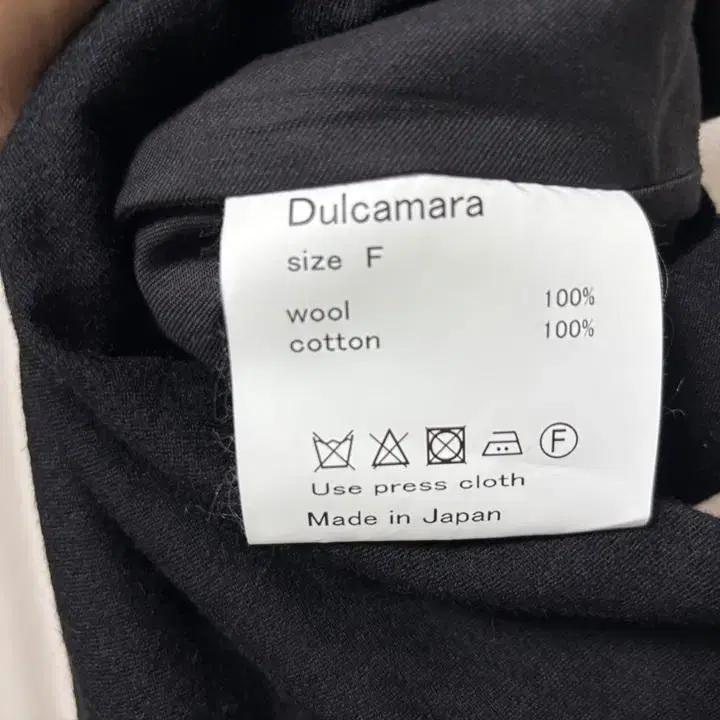 Dulcamara
size F
wool 100%
cotton 100%
F
Use press cloth
Made in Japan